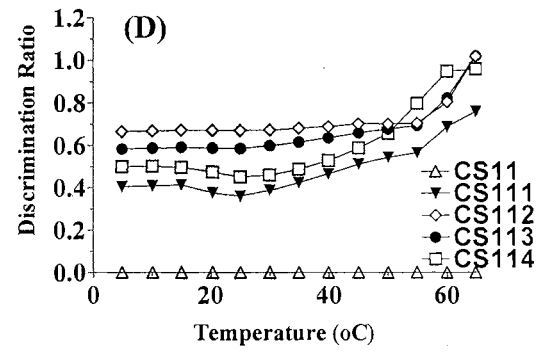 (D)
Discrimination Ratio
1.2
1.0
0.8
0.6
0.4
0.2
0.0
0
20
40
60
Temperature (oC)
CS11
CS111
CS112
CS113
CS114